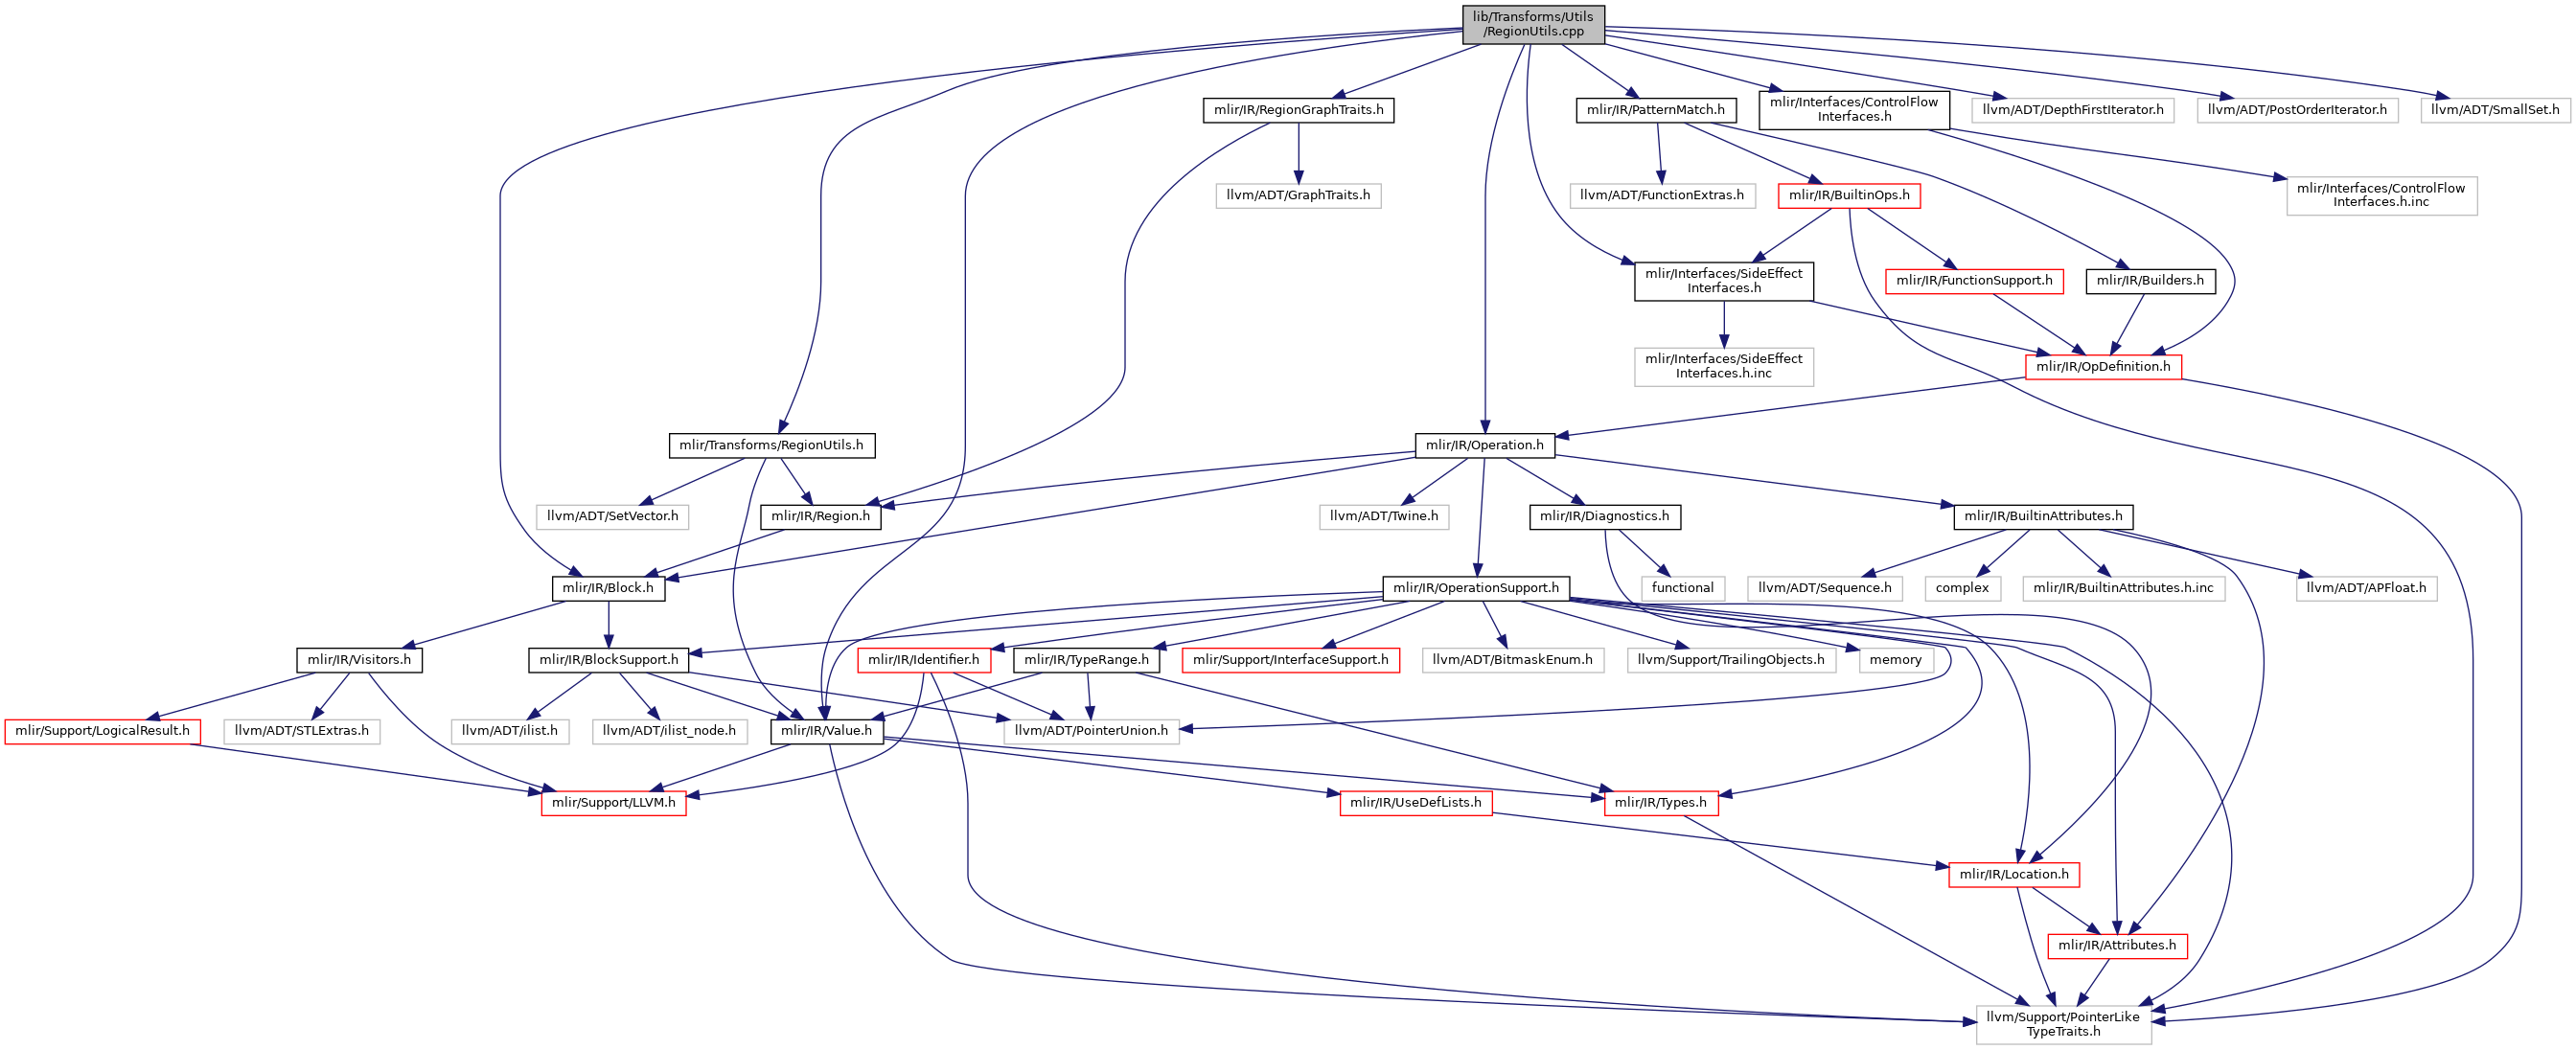 lib/Transforms/Utils
/RegionUtils.cpp
mlir/IR/RegionGraphTraits.h
mlir/IR/PatternMatch.h
mlir/Interfaces/ControlFlow
Interfaces.h
llvm/ADT/DepthFirstIterator.h
llvm/ADT/PostOrderIterator.h
llvm/ADT/SmallSet.h
llvm/ADT/GraphTraits.h
llvm/ADT/FunctionExtras.h
mlir/IR/BuiltinOps.h
mlir/Interfaces/ControlFlow
Interfaces.h.inc
mlir/Interfaces/SideEffect
Interfaces.h
mlir/IR/FunctionSupport.h
mlir/IR/Builders.h
mlir/Interfaces/SideEffect
Interfaces.h.inc
mlir/IR/OpDefinition.h
mlir/Transforms/RegionUtils.h
mlir/IR/Operation.h
llvm/ADT/SetVector.h
mlir/IR/Region.h
llvm/ADT/Twine.h
mlir/IR/Diagnostics.h
mlir/IR/BuiltinAttributes.h
mlir/IR/Block.h
mlir/IR/OperationSupport.h
functional
llvm/ADT/Sequence.h
complex
mlir/IR/BuiltinAttributes.h.inc
llvm/ADT/APFloat.h
mlir/IR/Visitors.h
mlir/IR/BlockSupport.h
mlir/IR/Identifier.h
mlir/IR/TypeRange.h
mlir/Support/InterfaceSupport.h
llvm/ADT/BitmaskEnum.h
llvm/Support/TrailingObjects.h
memory
mlir/Support/LogicalResult.h
llvm/ADT/STLExtras.h
llvm/ADT/ilist.h
llvm/ADT/ilist_node.h
mlir/IR/Value.h
llvm/ADT/PointerUnion.h
mlir/Support/LLVM.h
mlir/IR/UseDefLists.h
mlir/IR/Types.h
mlir/IR/Location.h
mlir/IR/Attributes.h
llvm/Support/PointerLike
TypeTraits.h